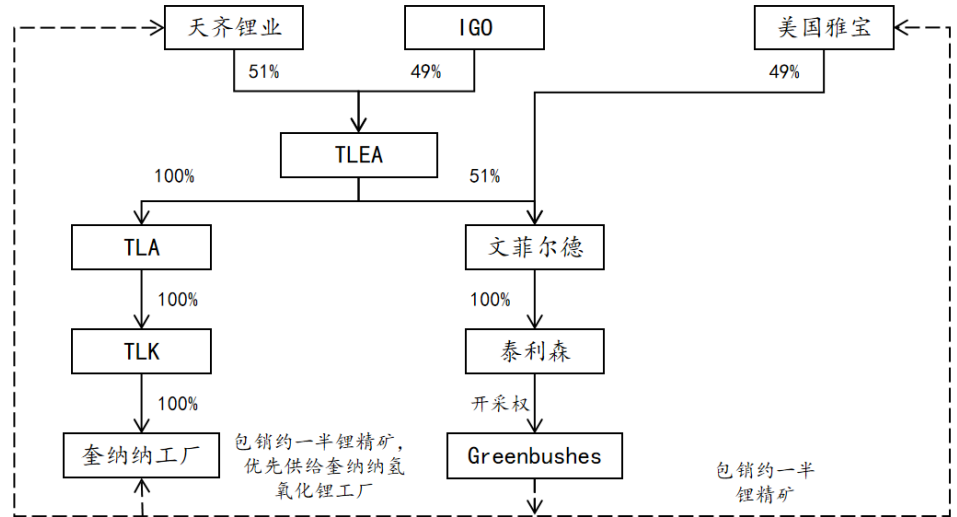 天齐锂业
IGO
美国雅宝
51%
49%
49%
TLEA
100%
51%
TLA
文菲尔德
100%
100%
TLK
泰利森
100%
开采权
奎纳纳工厂
包销约一半锂精矿，
优先供给奎纳纳氢
氧化锂工厂
Greenbushes
包销约一半
锂精矿